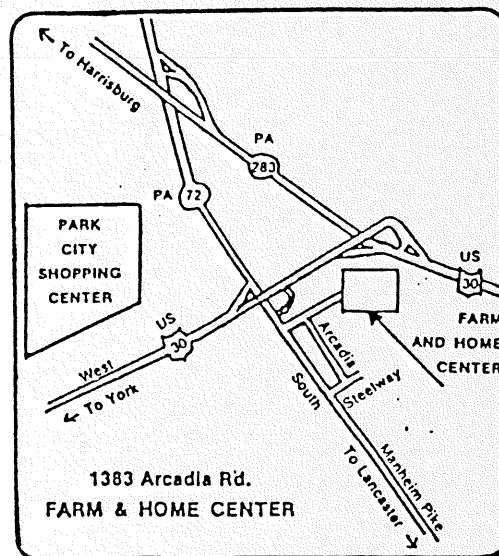 To Harrisburg
PA
283
PA
72
PARK
CITY
SHOPPING
CENTER
US
30
US
30
FARM
AND HOME
CENTER
West
To York
Arcadia
Steelway
South
To Lancaster
Manheim Pike
1383 Arcadia Rd.
FARM & HOME CENTER